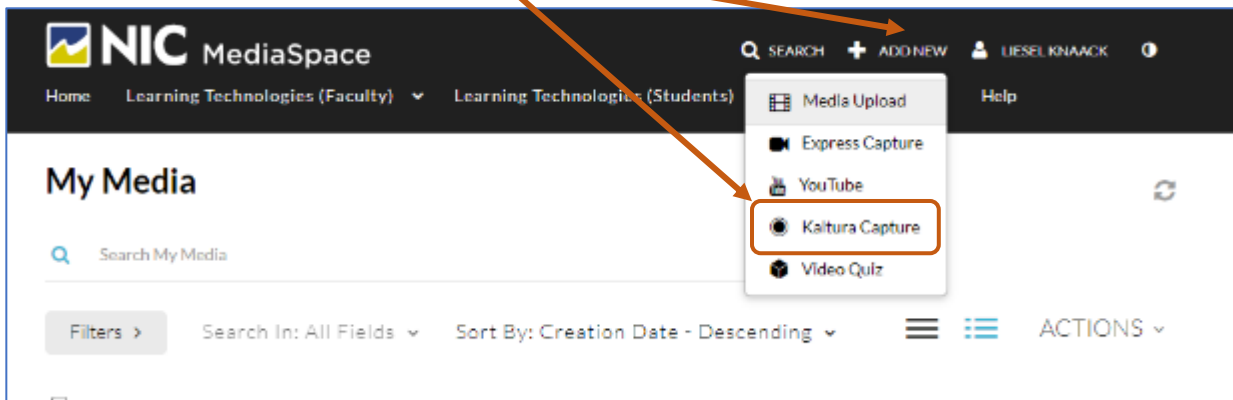 NIC MediaSpace
SEARCH ADD NEW LIESEL KNAACK
Home Learning Technologies (Faculty) Learning Technologies (Students) Help
Media Upload
Express Capture
My Media
YouTube
Kaltura Capture
Search My Media
Video Quiz
Filters > Search In: All Fields Sort By: Creation Date - Descending ACTIONS